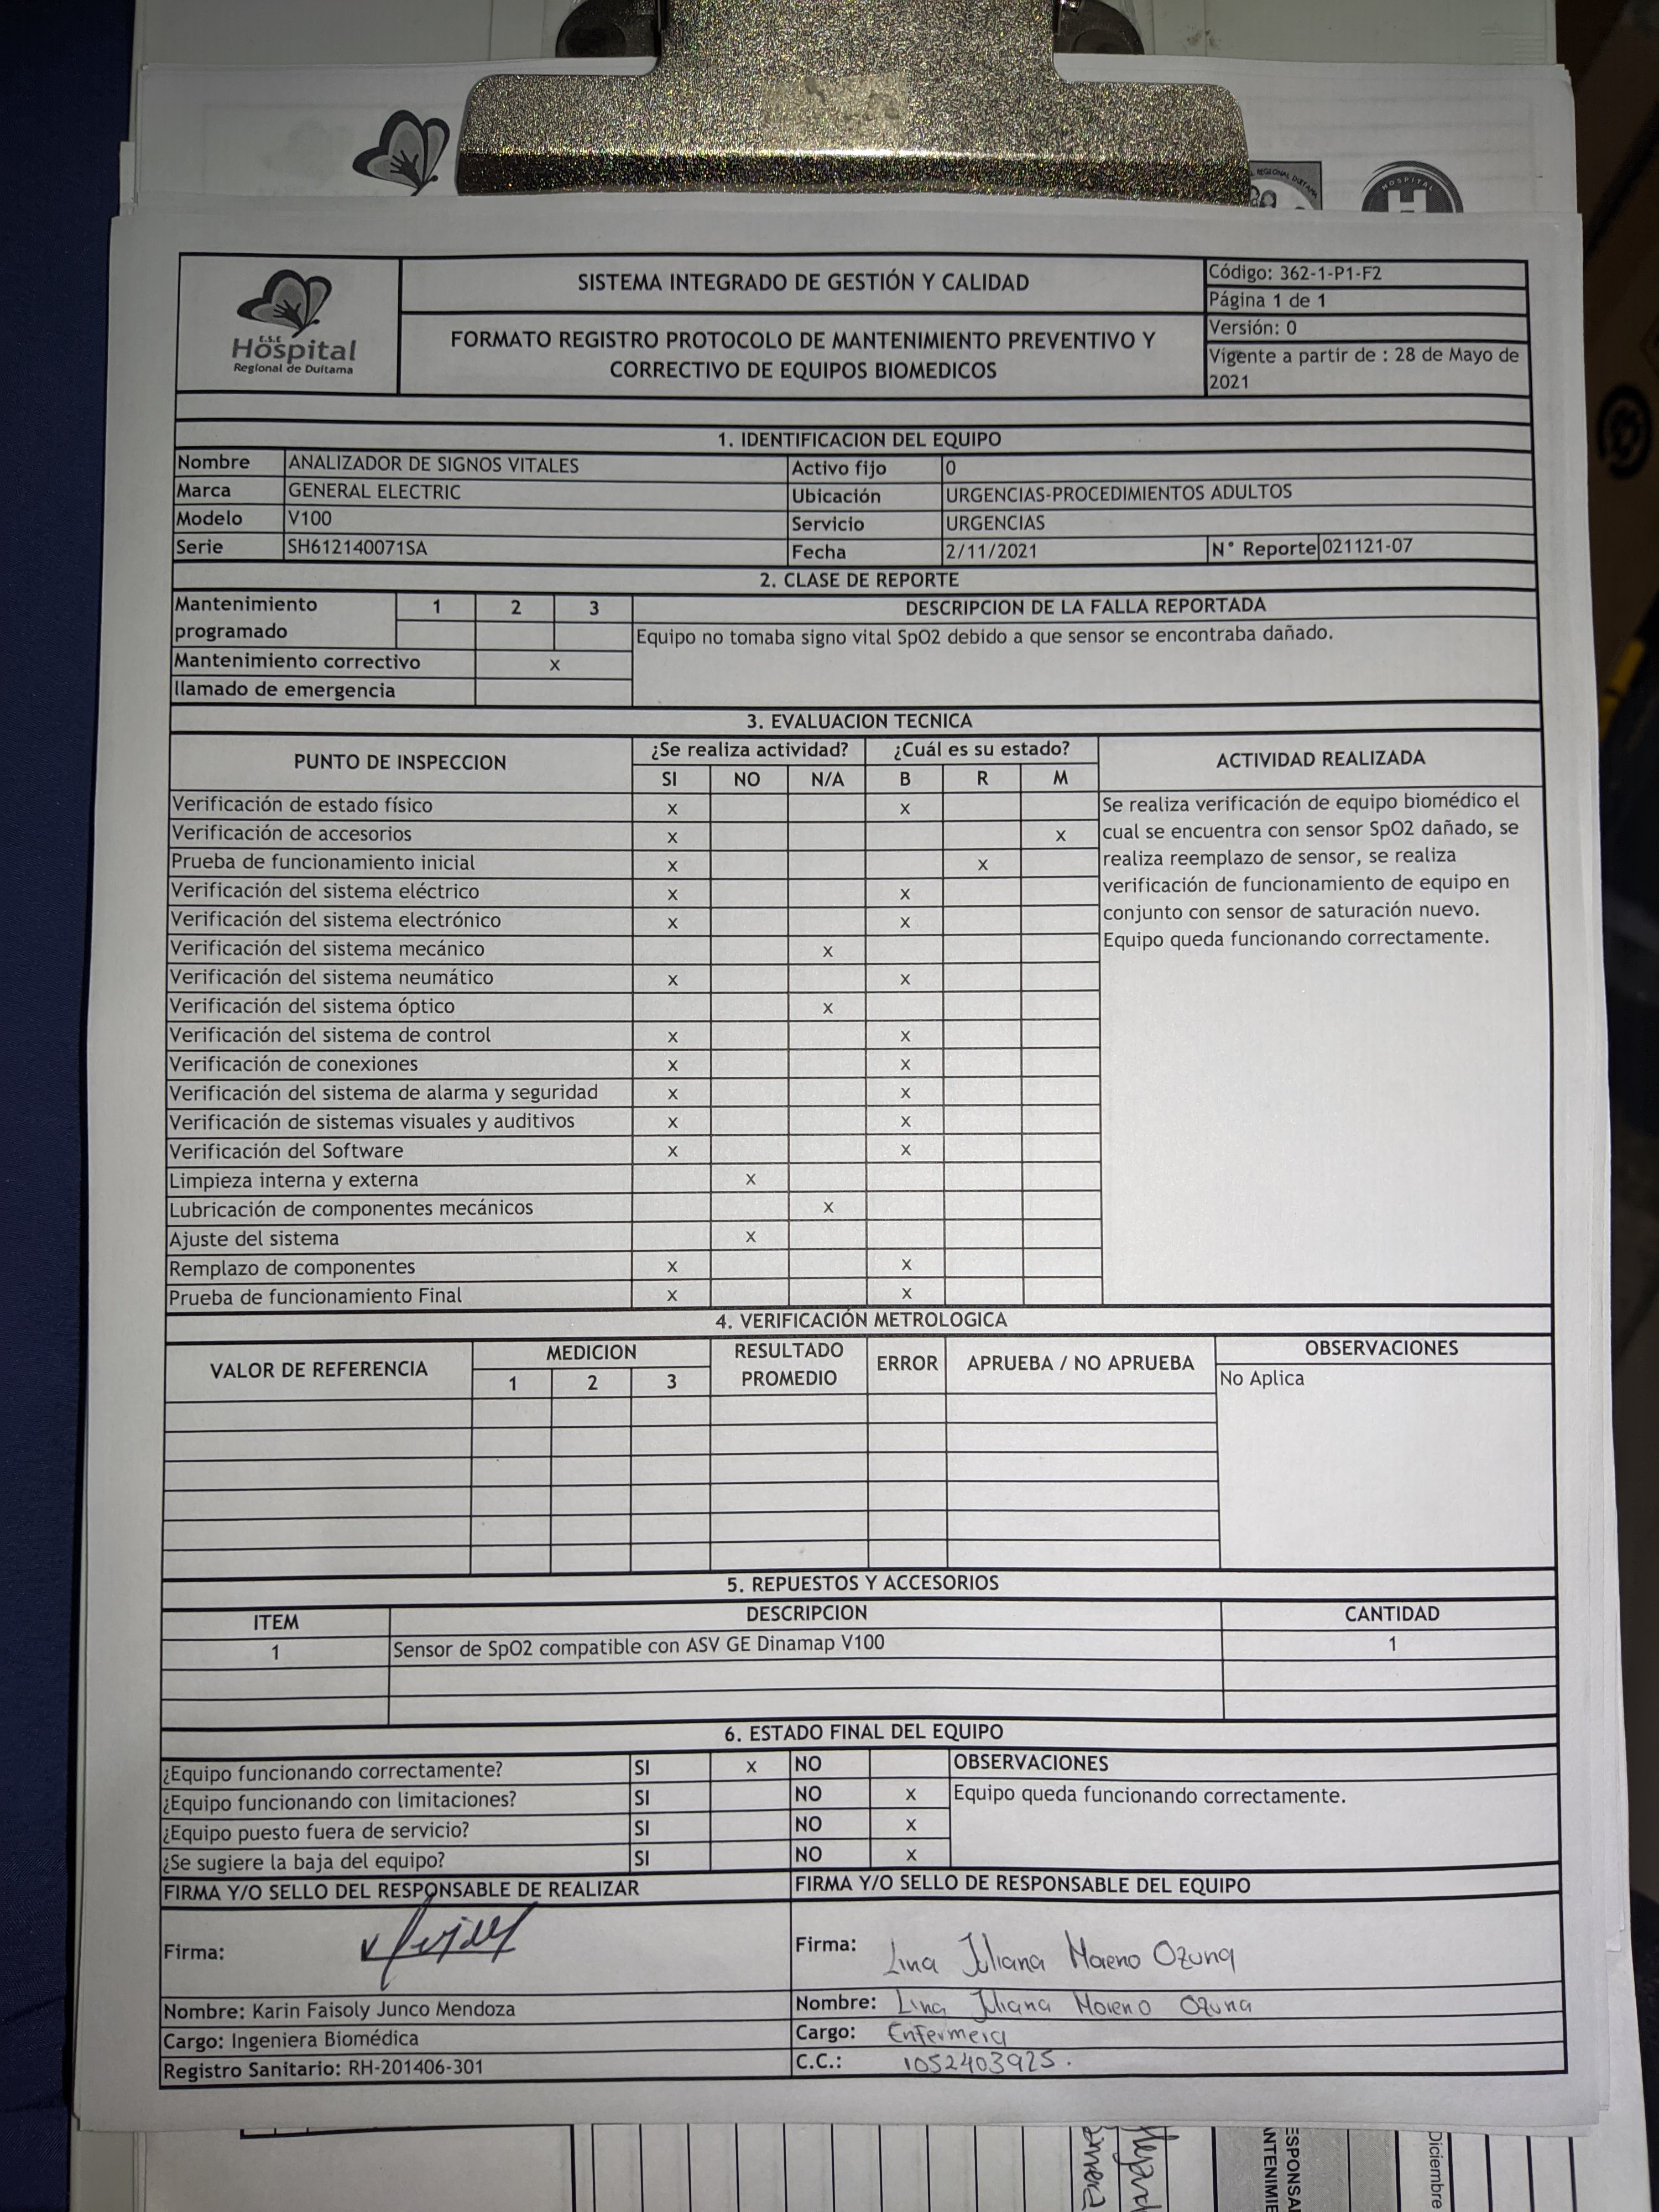 REGIONAL DUITAMA
HOSPITAL
H
E.S.E
Hospital
Regional de Duitama
SISTEMA INTEGRADO DE GESTIÓN Y CALIDAD
FORMATO REGISTRO PROTOCOLO DE MANTENIMIENTO PREVENTIVO Y
CORRECTIVO DE EQUIPOS BIOMEDICOS
Código: 362-1-P1-F2
Página 1 de 1
Versión: 0
Vigente a partir de : 28 de Mayo de
2021
1. IDENTIFICACION DEL EQUIPO
Nombre ANALIZADOR DE SIGNOS VITALES Activo fijo 0
Marca GENERAL ELECTRIC Ubicación URGENCIAS-PROCEDIMIENTOS ADULTOS
Modelo V100 Servicio URGENCIAS
Serie SH612140071SA Fecha 2/11/2021 N° Reporte 021121-07
2. CLASE DE REPORTE
Mantenimiento
programado 1 2 3
Mantenimiento correctivo x
llamado de emergencia
DESCRIPCION DE LA FALLA REPORTADA
Equipo no tomaba signo vital SpO2 debido a que sensor se encontraba dañado.
3. EVALUACION TECNICA
PUNTO DE INSPECCION ¿Se realiza actividad? ¿Cuál es su estado? ACTIVIDAD REALIZADA
SI NO N/A B R M
Verificación de estado físico x x
Verificación de accesorios x x
Prueba de funcionamiento inicial x x
Verificación del sistema eléctrico x x
Verificación del sistema electrónico x x
Verificación del sistema mecánico x
Verificación del sistema neumático x x
Verificación del sistema óptico x
Verificación del sistema de control x x
Verificación de conexiones x x
Verificación del sistema de alarma y seguridad x x
Verificación de sistemas visuales y auditivos x x
Verificación del Software x x
Limpieza interna y externa x
Lubricación de componentes mecánicos x
Ajuste del sistema x
Remplazo de componentes x x
Prueba de funcionamiento Final x x
Se realiza verificación de equipo biomédico el
cual se encuentra con sensor SpO2 dañado, se
realiza reemplazo de sensor, se realiza
verificación de funcionamiento de equipo en
conjunto con sensor de saturación nuevo.
Equipo queda funcionando correctamente.
4. VERIFICACIÓN METROLOGICA
VALOR DE REFERENCIA MEDICION RESULTADO
PROMEDIO ERROR APRUEBA / NO APRUEBA OBSERVACIONES
1 2 3
No Aplica
5. REPUESTOS Y ACCESORIOS
ITEM DESCRIPCION CANTIDAD
1 Sensor de SpO2 compatible con ASV GE Dinamap V100 1
6. ESTADO FINAL DEL EQUIPO
¿Equipo funcionando correctamente? SI x NO OBSERVACIONES
¿Equipo funcionando con limitaciones? SI NO x Equipo queda funcionando correctamente.
¿Equipo puesto fuera de servicio? SI NO x
¿Se sugiere la baja del equipo? SI NO x
FIRMA Y/O SELLO DEL RESPONSABLE DE REALIZAR
Firma:
Nombre: Karin Faisoly Junco Mendoza
Cargo: Ingeniera Biomédica
Registro Sanitario: RH-201406-301
FIRMA Y/O SELLO DE RESPONSABLE DEL EQUIPO
Firma: Lina Juliana Moreno Ozuna
Nombre: Lina Juliana Moreno Ozuna
Cargo: Enfermera
C.C.: 1052403925.
Diciembre